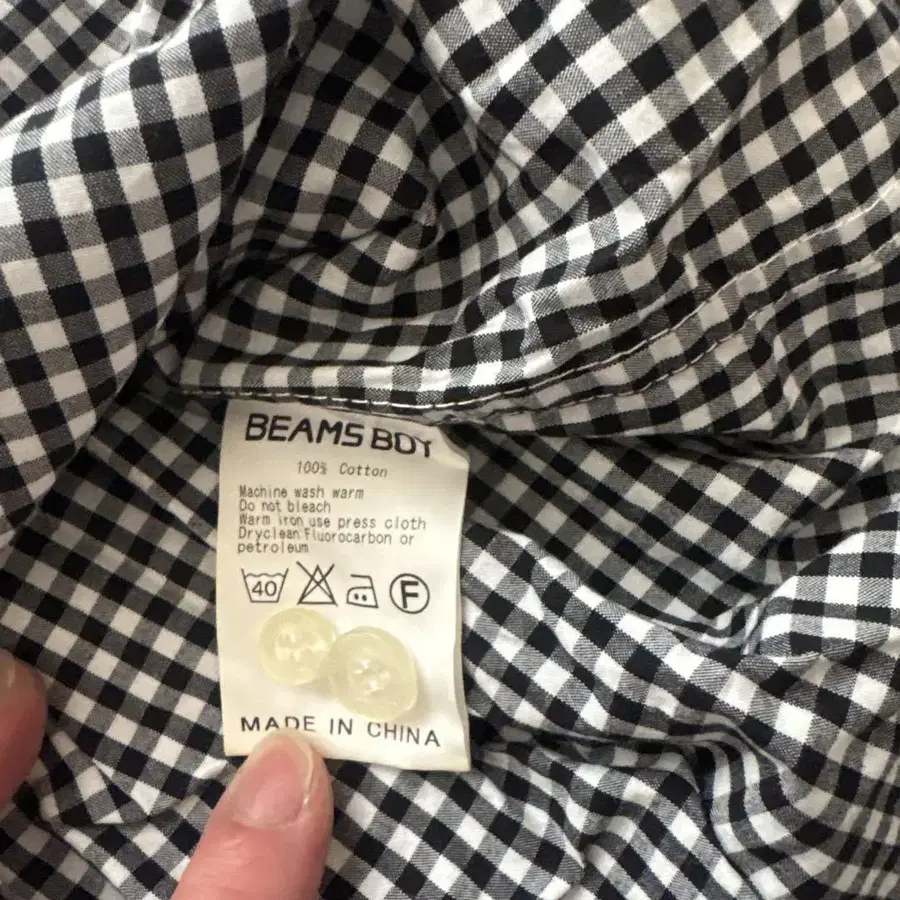 BEAMS BOY
100% Cotton
Machine wash warm
Do not bleach
Warm iron use press cloth
Dryclean Fluorocarbon or
petroleum
40 F
MADE IN CHINA